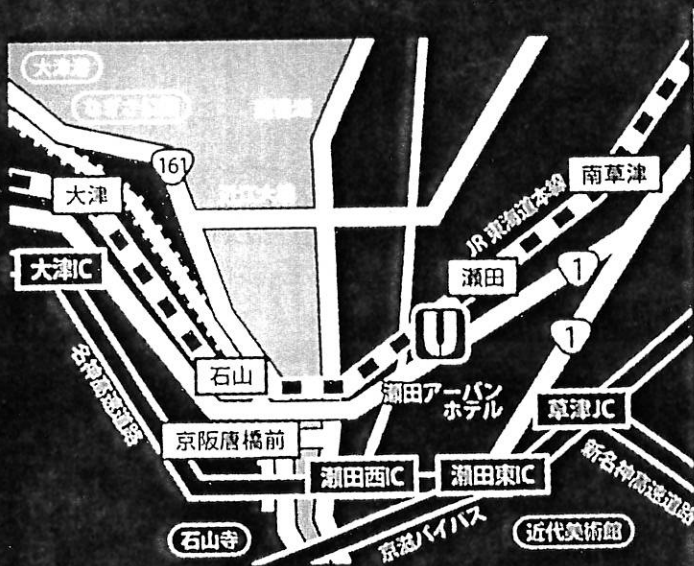 大津港
161
大津
南草津
JR東海道本線
大津IC
瀬田
1
1
石山
名神高速道路
瀬田アーバン
ホテル
草津JC
京阪唐橋前
瀬田西IC
瀬田東IC
新名神高速道路
石山寺
京滋バイパス
近代美術館